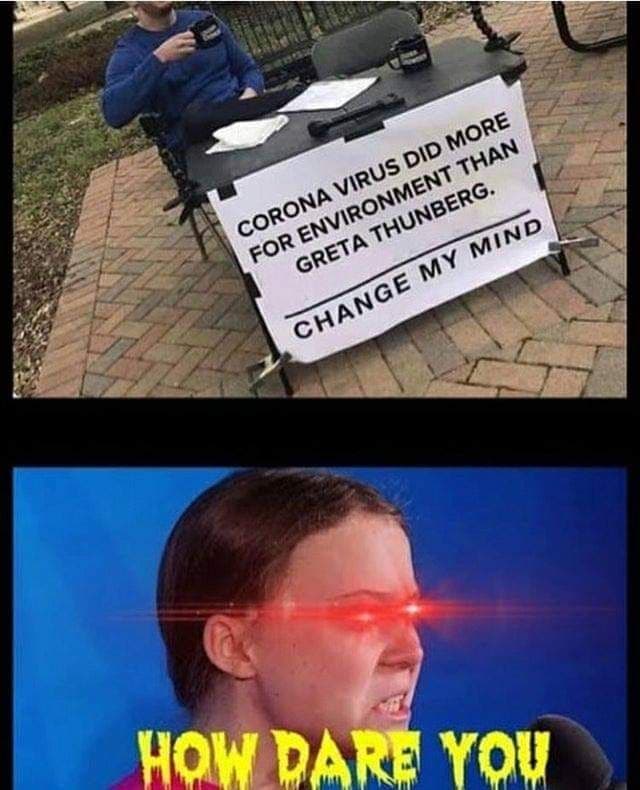 CORONA VIRUS DID MORE
FOR ENVIRONMENT THAN
GRETA THUNBERG.
CHANGE MY MIND
HOW DARE YOU